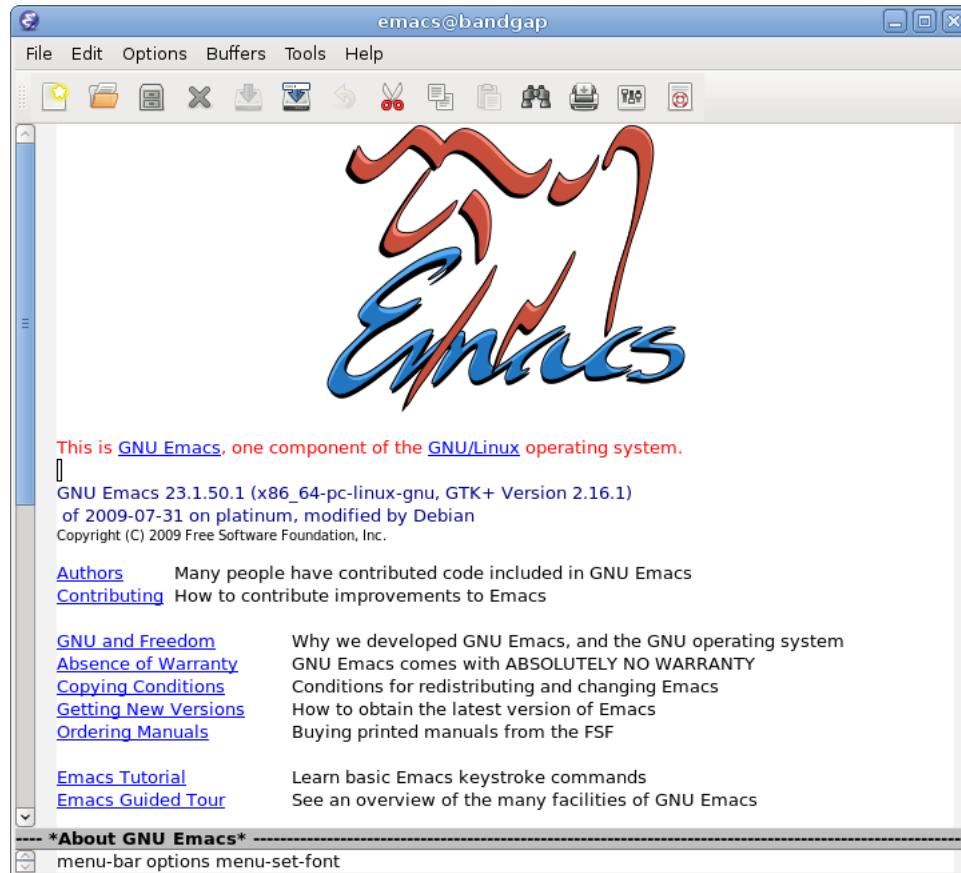 emacs@bandgap
File Edit Options Buffers Tools Help
Emacs
This is GNU Emacs, one component of the GNU/Linux operating system.
GNU Emacs 23.1.50.1 (x86_64-pc-linux-gnu, GTK+ Version 2.16.1)
of 2009-07-31 on platinum, modified by Debian
Copyright (C) 2009 Free Software Foundation, Inc.
Authors Many people have contributed code included in GNU Emacs
Contributing How to contribute improvements to Emacs
GNU and Freedom Why we developed GNU Emacs, and the GNU operating system
Absence of Warranty GNU Emacs comes with ABSOLUTELY NO WARRANTY
Copying Conditions Conditions for redistributing and changing Emacs
Getting New Versions How to obtain the latest version of Emacs
Ordering Manuals Buying printed manuals from the FSF
Emacs Tutorial Learn basic Emacs keystroke commands
Emacs Guided Tour See an overview of the many facilities of GNU Emacs
---- *About GNU Emacs* ----
menu-bar options menu-set-font